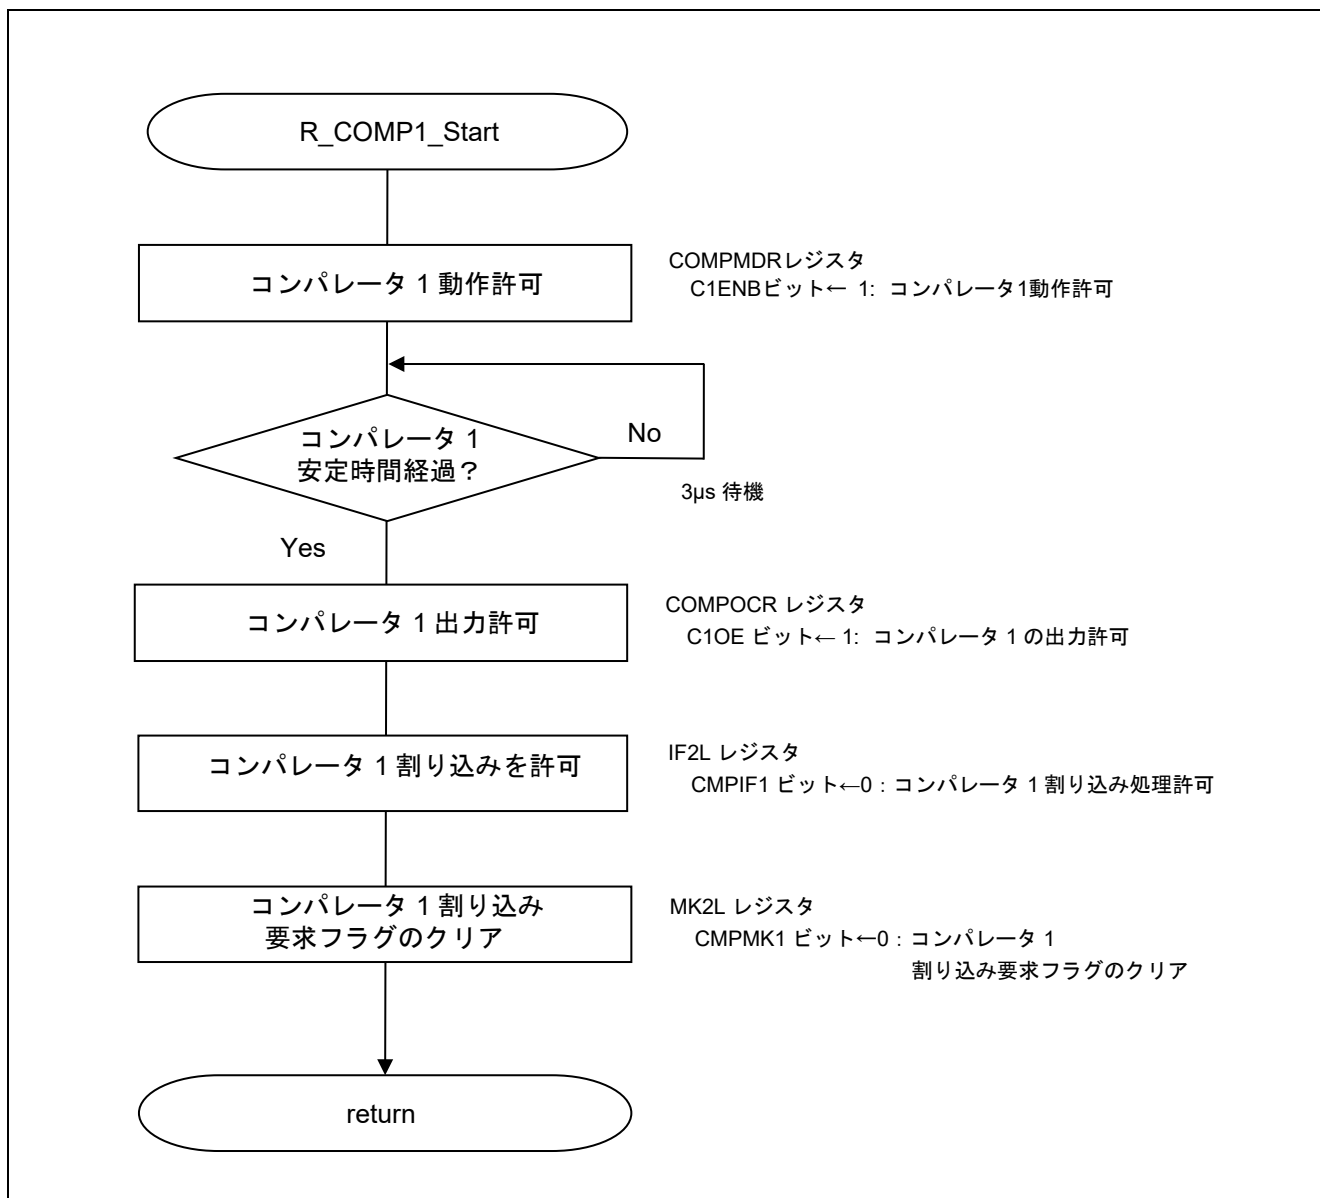 R_COMP1_Start
コンパレータ 1 動作許可
COMPMDRレジスタ
C1ENBビット← 1: コンパレータ1動作許可
コンパレータ 1
安定時間経過？
No
3µs 待機
Yes
コンパレータ 1 出力許可
COMPOCR レジスタ
C1OE ビット← 1: コンパレータ 1 の出力許可
コンパレータ 1 割り込みを許可
IF2L レジスタ
CMPIF1 ビット←0：コンパレータ 1 割り込み処理許可
コンパレータ 1 割り込み
要求フラグのクリア
MK2L レジスタ
CMPMK1 ビット←0：コンパレータ 1
割り込み要求フラグのクリア
return